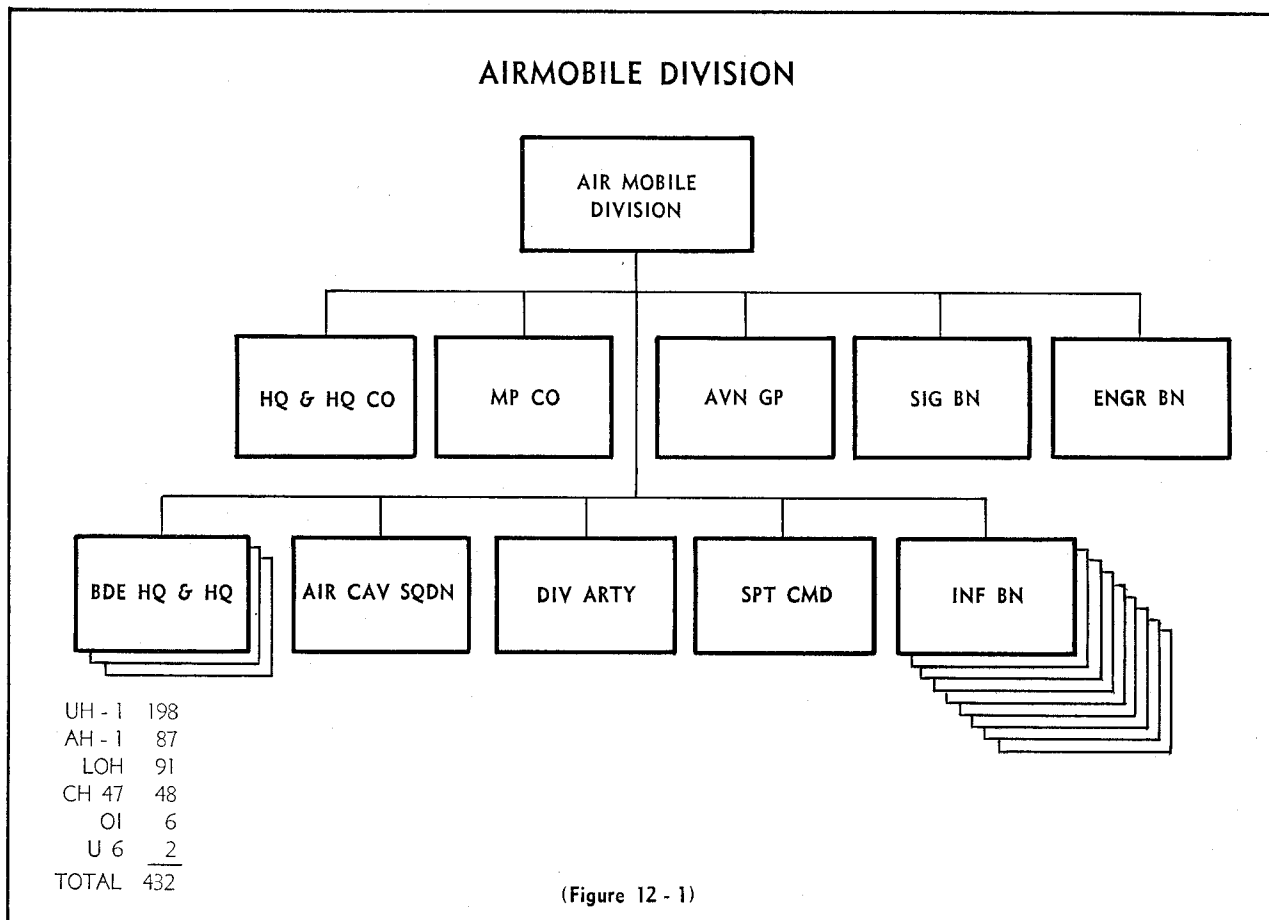 AIRMOBILE DIVISION
AIR MOBILE
DIVISION
HQ & HQ CO
MP CO
AVN GP
SIG BN
ENGR BN
BDE HQ & HQ
AIR CAV SQDN
DIV ARTY
SPT CMD
INF BN
UH - 1 198
AH - 1 87
LOH 91
CH 47 48
OI 6
U 6 2
TOTAL 432
(Figure 12 - 1)